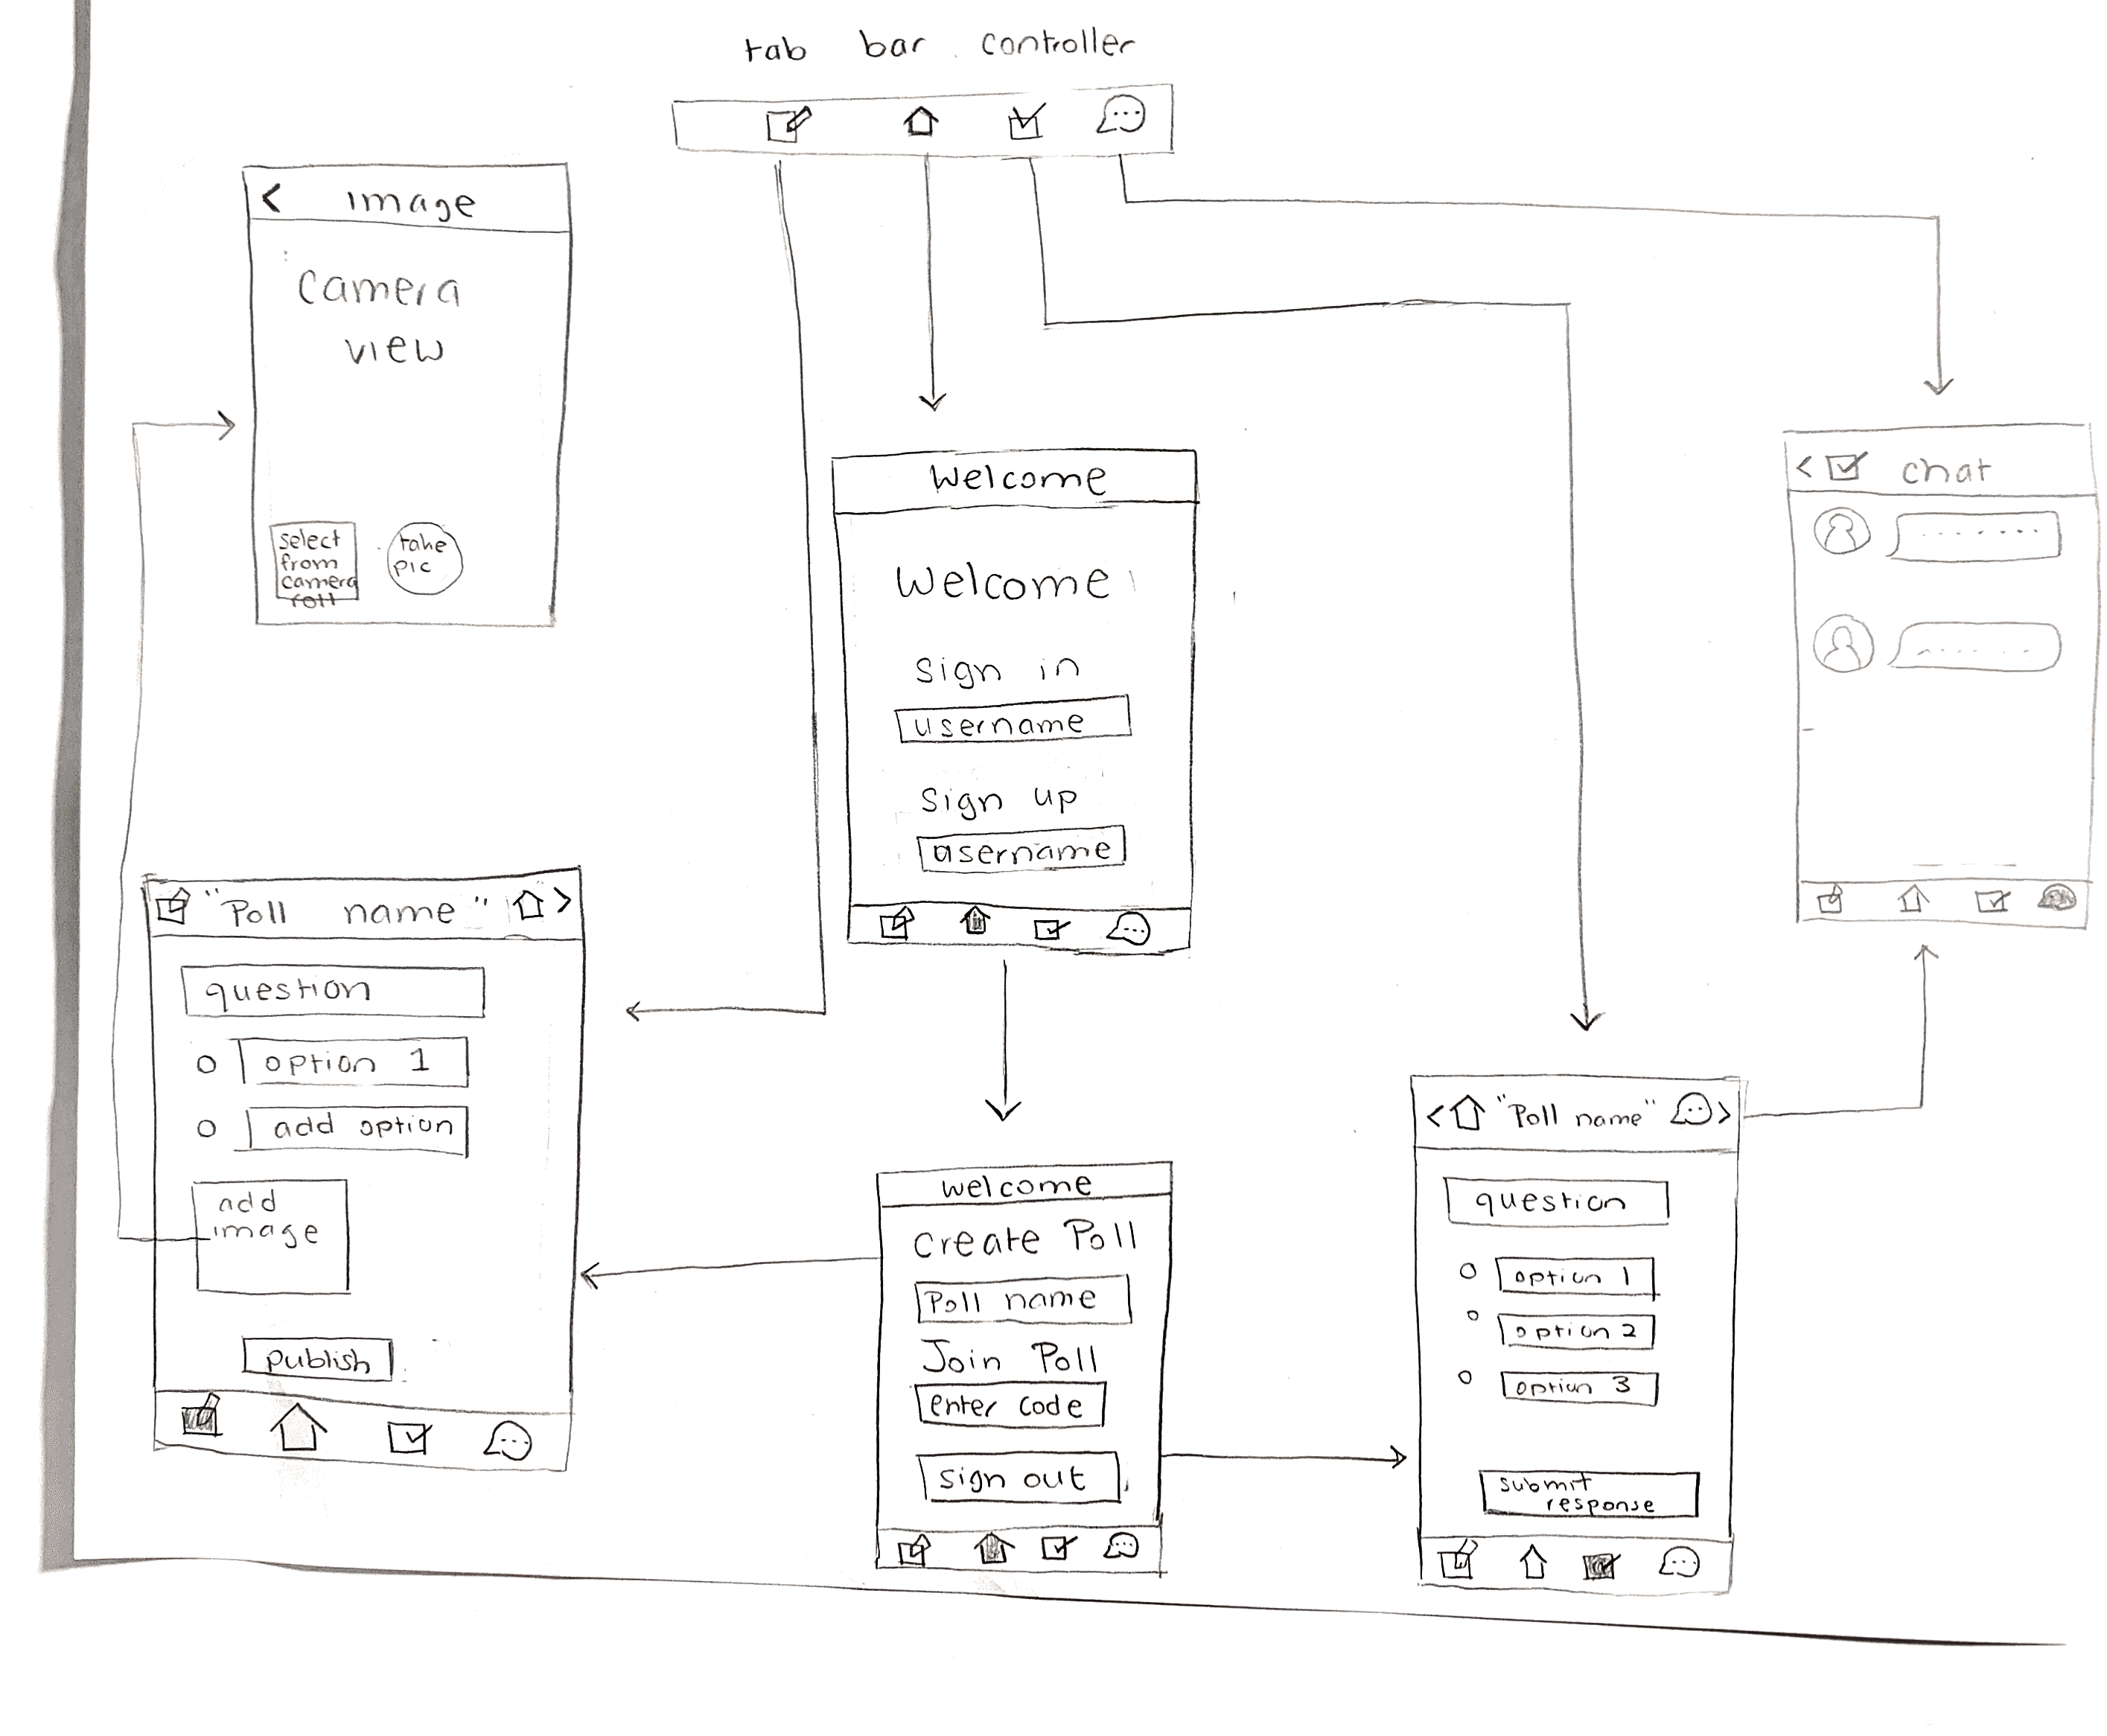 tab bar controller
< Image
camera
view
select
from
camera
roll
take
pic
Welcome
Welcome
sign in
username
sign up
username
< chat
"Poll name" >
question
option 1
add option
add
image
publish
welcome
create Poll
Poll name
Join Poll
enter code
sign out
< "Poll name" >
question
option 1
option 2
option 3
submit
response